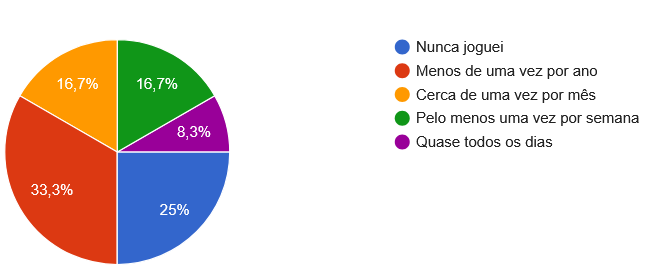 Nunca joguei
Menos de uma vez por ano
Cerca de uma vez por mês
Pelo menos uma vez por semana
Quase todos os dias
16,7%
16,7%
8,3%
33,3%
25%